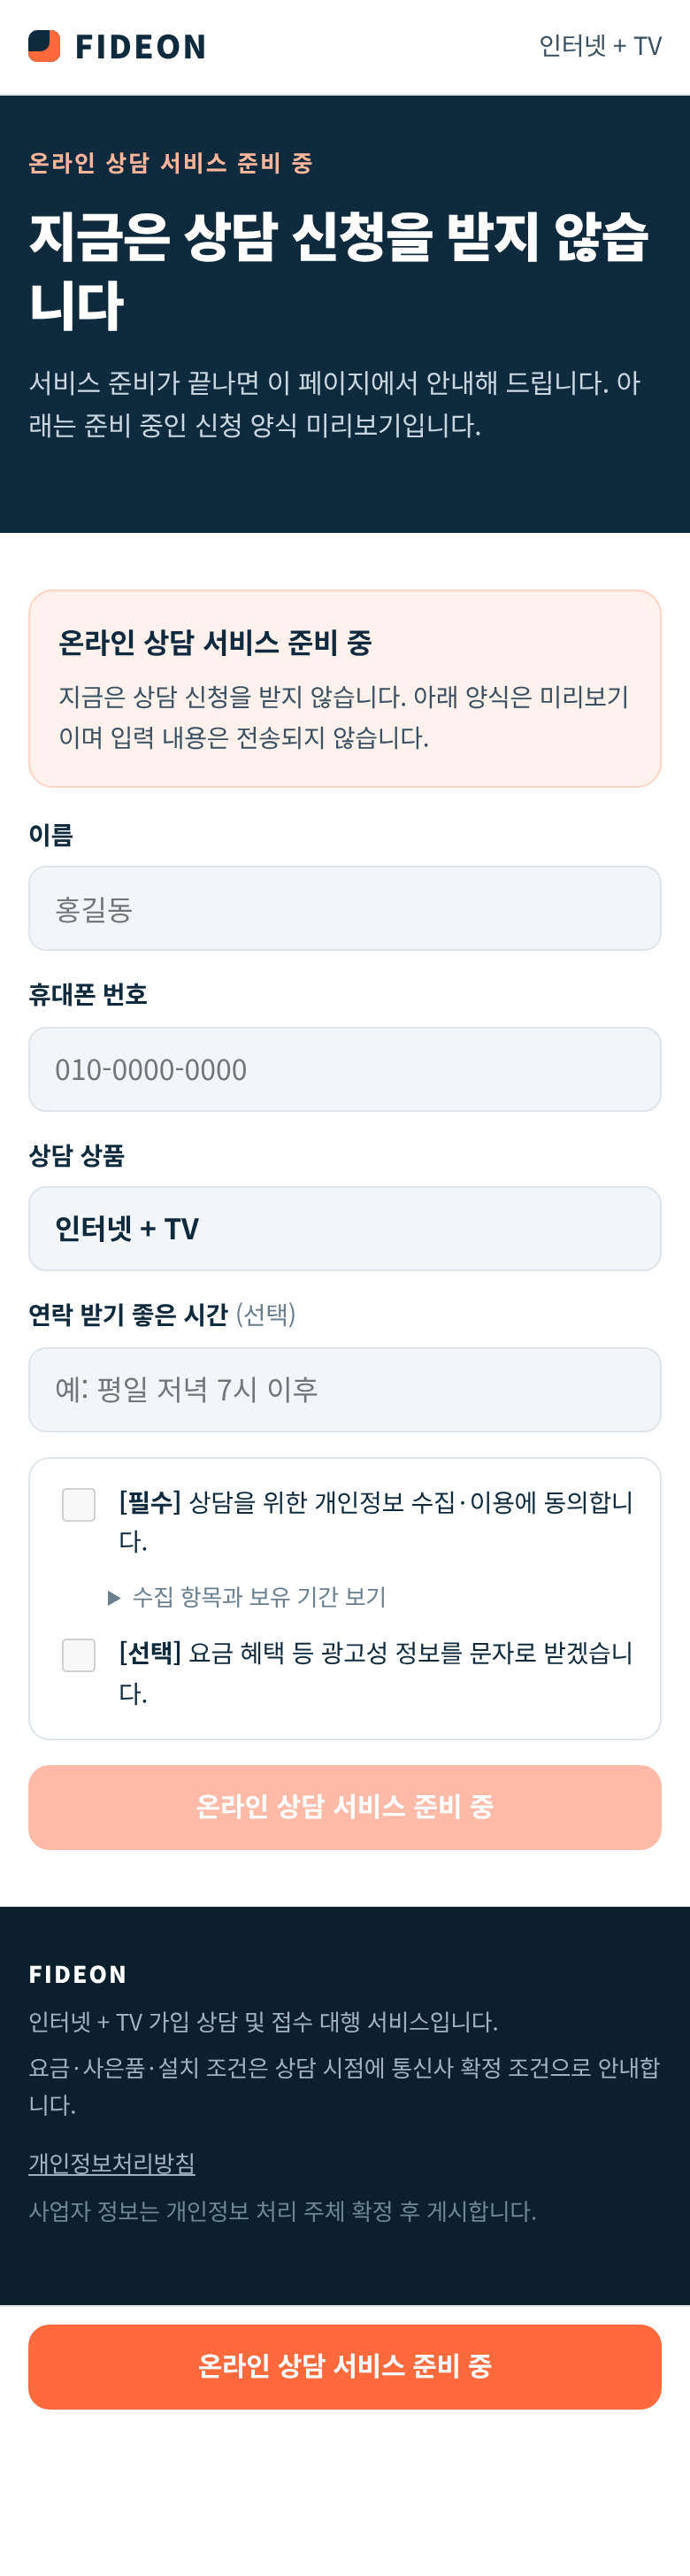 FIDEON
인터넷 + TV
온라인 상담 서비스 준비 중
지금은 상담 신청을 받지 않습
니다
서비스 준비가 끝나면 이 페이지에서 안내해 드립니다. 아
래는 준비 중인 신청 양식 미리보기입니다.
온라인 상담 서비스 준비 중
지금은 상담 신청을 받지 않습니다. 아래 양식은 미리보기
이며 입력 내용은 전송되지 않습니다.
이름
홍길동
휴대폰 번호
010-0000-0000
상담 상품
인터넷 + TV
연락 받기 좋은 시간 (선택)
예: 평일 저녁 7시 이후
[필수] 상담을 위한 개인정보 수집·이용에 동의합니
다.
▶ 수집 항목과 보유 기간 보기
[선택] 요금 혜택 등 광고성 정보를 문자로 받겠습니
다.
온라인 상담 서비스 준비 중
FIDEON
인터넷 + TV 가입 상담 및 접수 대행 서비스입니다.
요금·사은품·설치 조건은 상담 시점에 통신사 확정 조건으로 안내합
니다.
개인정보처리방침
사업자 정보는 개인정보 처리 주체 확정 후 게시합니다.
온라인 상담 서비스 준비 중